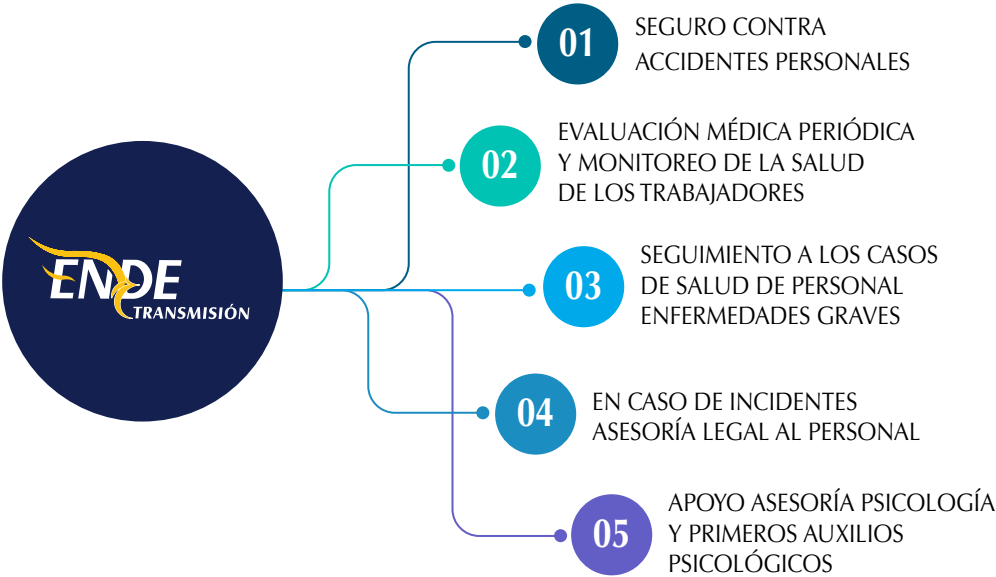 01
SEGURO CONTRA
ACCIDENTES PERSONALES
02
EVALUACIÓN MÉDICA PERIÓDICA
Y MONITOREO DE LA SALUD
DE LOS TRABAJADORES
ENDE
TRANSMISIÓN
03
SEGUIMIENTO A LOS CASOS
DE SALUD DE PERSONAL
ENFERMEDADES GRAVES
04
EN CASO DE INCIDENTES
ASESORÍA LEGAL AL PERSONAL
05
APOYO ASESORÍA PSICOLOGÍA
Y PRIMEROS AUXILIOS
PSICOLÓGICOS